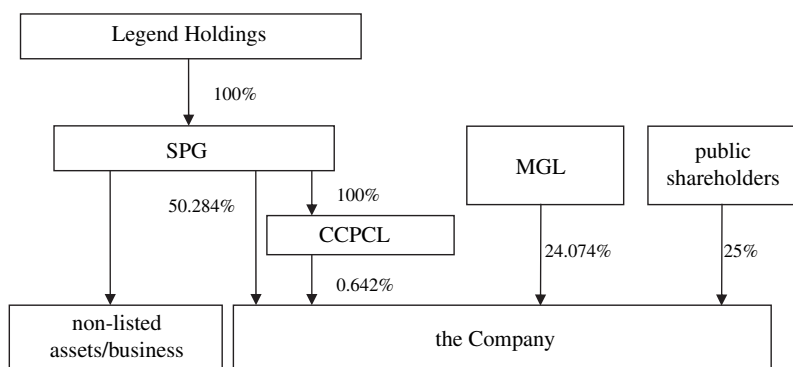 Legend Holdings
100%
SPG
MGL
public
shareholders
50.284%
100%
CCPCL
24.074%
25%
0.642%
non-listed
assets/business
the Company